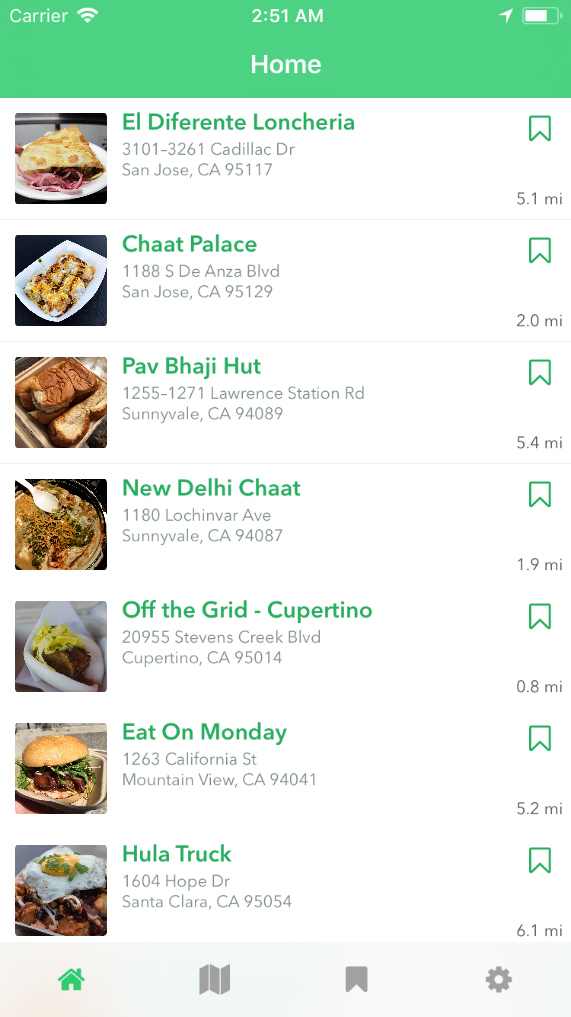 Carrier 2:51 AM
Home
El Diferente Loncheria
3101–3261 Cadillac Dr
San Jose, CA 95117
5.1 mi
Chaat Palace
1188 S De Anza Blvd
San Jose, CA 95129
2.0 mi
Pav Bhaji Hut
1255–1271 Lawrence Station Rd
Sunnyvale, CA 94089
5.4 mi
New Delhi Chaat
1180 Lochinvar Ave
Sunnyvale, CA 94087
1.9 mi
Off the Grid - Cupertino
20955 Stevens Creek Blvd
Cupertino, CA 95014
0.8 mi
Eat On Monday
1263 California St
Mountain View, CA 94041
5.2 mi
Hula Truck
1604 Hope Dr
Santa Clara, CA 95054
6.1 mi